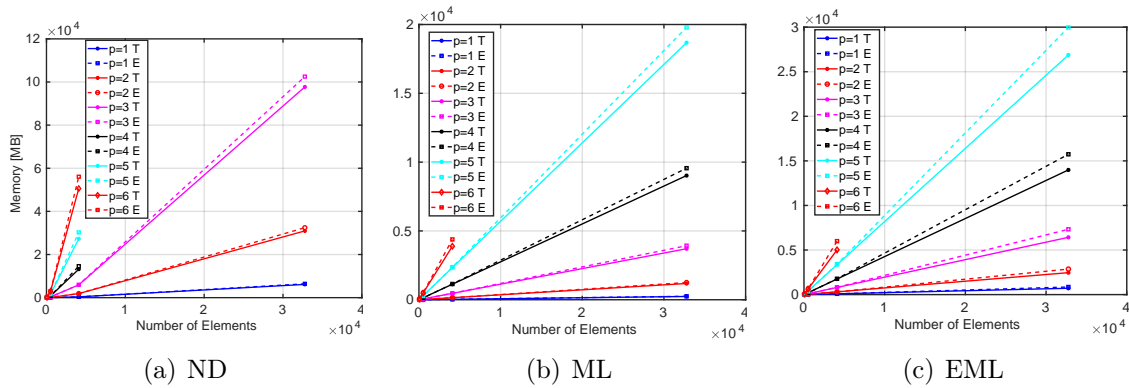 ×10⁴
12
10
8
6
4
2
0
Memory [MB]
p=1 T
p=1 E
p=2 T
p=2 E
p=3 T
p=3 E
p=4 T
p=4 E
p=5 T
p=5 E
p=6 T
p=6 E
0 1 2 3 4
Number of Elements
×10⁴
(a) ND
×10⁴
2
1.5
1
0.5
0
p=1 T
p=1 E
p=2 T
p=2 E
p=3 T
p=3 E
p=4 T
p=4 E
p=5 T
p=5 E
p=6 T
p=6 E
0 1 2 3 4
Number of Elements
×10⁴
(b) ML
×10⁴
3
2.5
2
1.5
1
0.5
0
p=1 T
p=1 E
p=2 T
p=2 E
p=3 T
p=3 E
p=4 T
p=4 E
p=5 T
p=5 E
p=6 T
p=6 E
0 1 2 3 4
Number of Elements
×10⁴
(c) EML